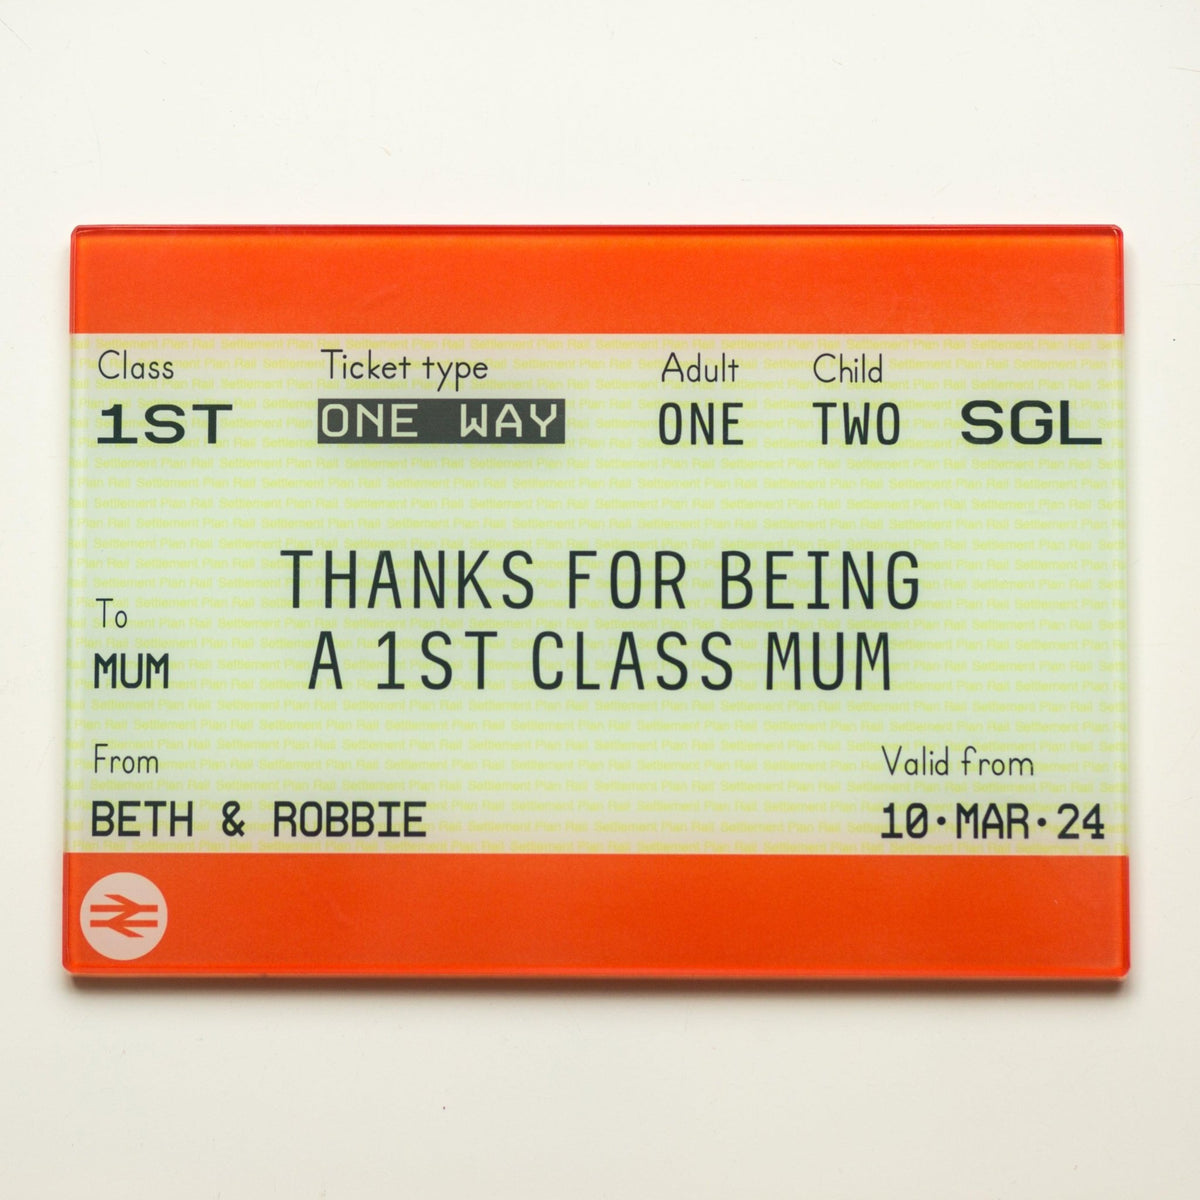 Class Ticket type Adult Child
1ST ONE WAY ONE TWO SGL
THANKS FOR BEING
A 1ST CLASS MUM
To
MUM
From
BETH & ROBBIE
Valid from
10·MAR·24